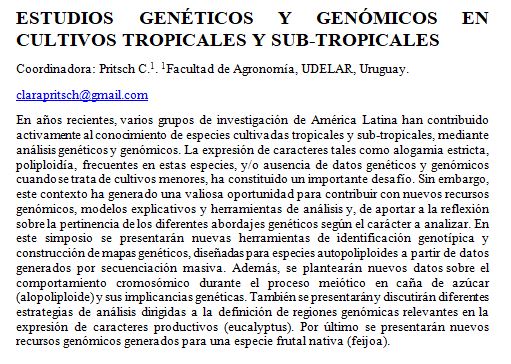 ESTUDIOS GENÉTICOS Y GENÓMICOS EN
CULTIVOS TROPICALES Y SUB-TROPICALES
Coordinadora: Pritsch C.¹. ¹Facultad de Agronomía, UDELAR, Uruguay.
clarapritsch@gmail.com
En años recientes, varios grupos de investigación de América Latina han contribuido
activamente al conocimiento de especies cultivadas tropicales y sub-tropicales, mediante
análisis genéticos y genómicos. La expresión de caracteres tales como alogamia estricta,
poliploidía, frecuentes en estas especies, y/o ausencia de datos genéticos y genómicos
cuando se trata de cultivos menores, ha constituido un importante desafío. Sin embargo,
este contexto ha generado una valiosa oportunidad para contribuir con nuevos recursos
genómicos, modelos explicativos y herramientas de análisis y, de aportar a la reflexión
sobre la pertinencia de los diferentes abordajes genéticos según el carácter a analizar. En
este simposio se presentarán nuevas herramientas de identificación genotípica y
construcción de mapas genéticos, diseñadas para especies autopoliploides a partir de datos
generados por secuenciación masiva. Además, se plantearán nuevos datos sobre el
comportamiento cromosómico durante el proceso meiótico en caña de azúcar
(alopoliploide) y sus implicancias genéticas. También se presentarán y discutirán diferentes
estrategias de análisis dirigidas a la definición de regiones genómicas relevantes en la
expresión de caracteres productivos (eucalyptus). Por último se presentarán nuevos
recursos genómicos generados para una especie frutal nativa (feijoa).